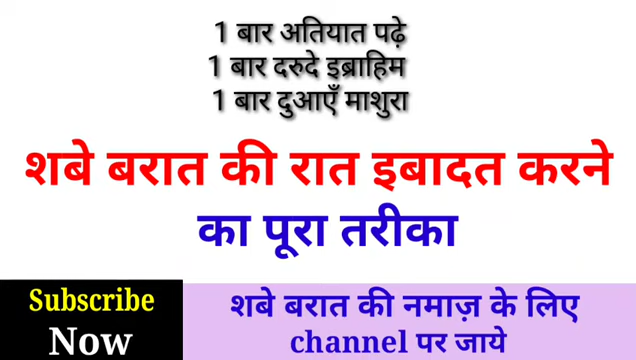 1 बार अतियात पढ़े
1 बार दरुदे इब्राहिम
1 बार दुआएँ माशुरा
शबे बरात की रात इबादत करने
का पूरा तरीका
Subscribe
Now
शबे बरात की नमाज़ के लिए
channel पर जाये